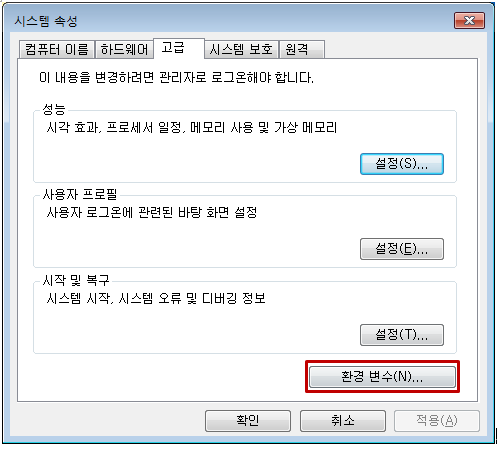 시스템 속성
컴퓨터 이름 하드웨어 고급 시스템 보호 원격
이 내용을 변경하려면 관리자로 로그온해야 합니다.
성능
시각 효과, 프로세서 일정, 메모리 사용 및 가상 메모리
설정(S)...
사용자 프로필
사용자 로그온에 관련된 바탕 화면 설정
설정(E)...
시작 및 복구
시스템 시작, 시스템 오류 및 디버깅 정보
설정(T)...
환경 변수(N)...
확인 취소 적용(A)